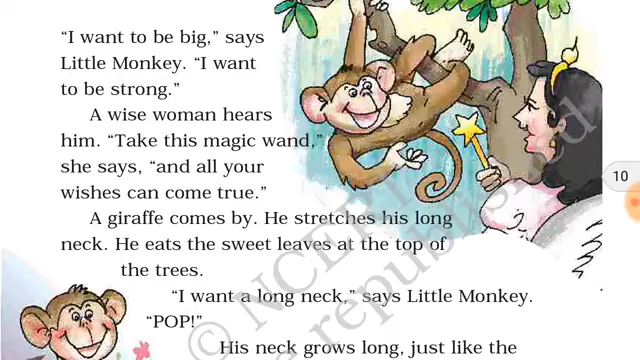 “I want to be big,” says
Little Monkey. “I want
to be strong.”
A wise woman hears
him. “Take this magic wand,”
she says, “and all your
wishes can come true.”
A giraffe comes by. He stretches his long
neck. He eats the sweet leaves at the top of
the trees.
“I want a long neck,” says Little Monkey.
“POP!”
His neck grows long, just like the
10
© NCERT
republished